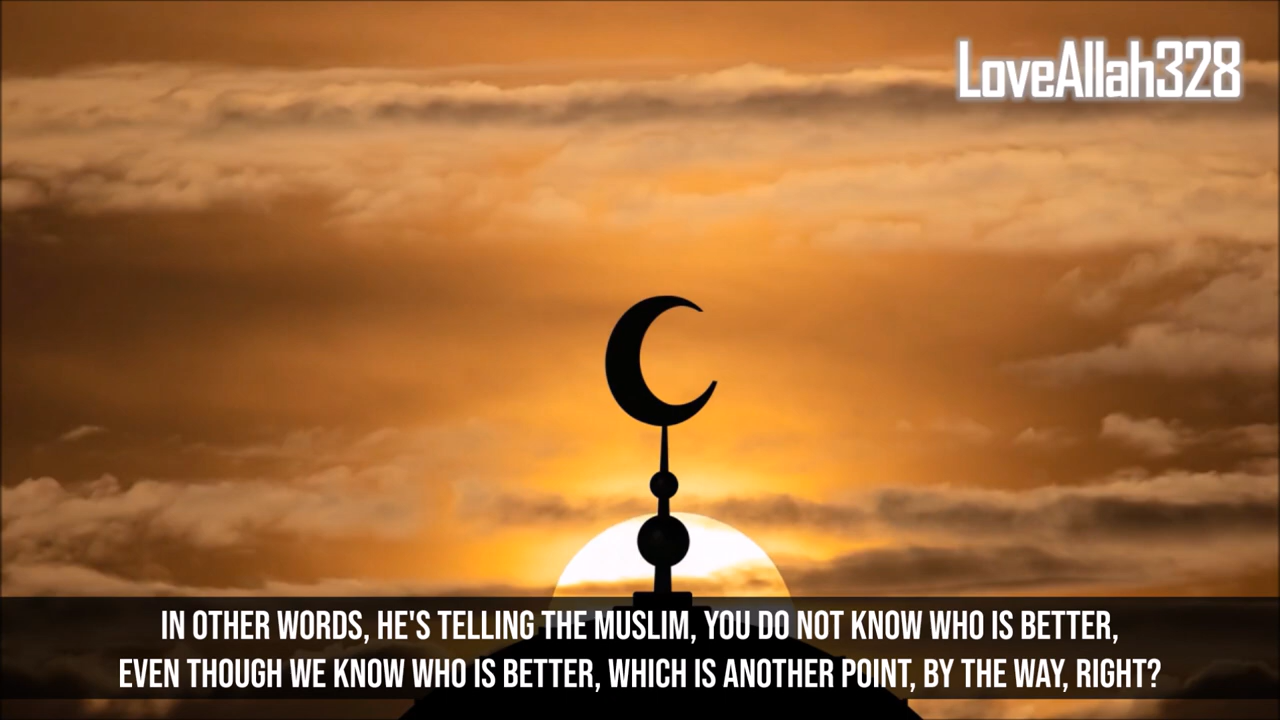 LoveAllah328
IN OTHER WORDS, HE'S TELLING THE MUSLIM, YOU DO NOT KNOW WHO IS BETTER,
EVEN THOUGH WE KNOW WHO IS BETTER, WHICH IS ANOTHER POINT, BY THE WAY, RIGHT?